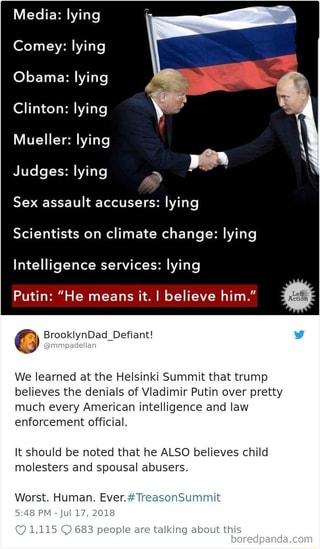 Media: lying
Comey: lying
Obama: lying
Clinton: lying
Mueller: lying
Judges: lying
Sex assault accusers: lying
Scientists on climate change: lying
Intelligence services: lying
Putin: “He means it. I believe him.”
Left
Action
BrooklynDad_Defiant!
@mmpadellan
We learned at the Helsinki Summit that trump
believes the denials of Vladimir Putin over pretty
much every American intelligence and law
enforcement official.
It should be noted that he ALSO believes child
molesters and spousal abusers.
Worst. Human. Ever.#TreasonSummit
5:48 PM - Jul 17, 2018
1,115 683 people are talking about this
boredpanda.com